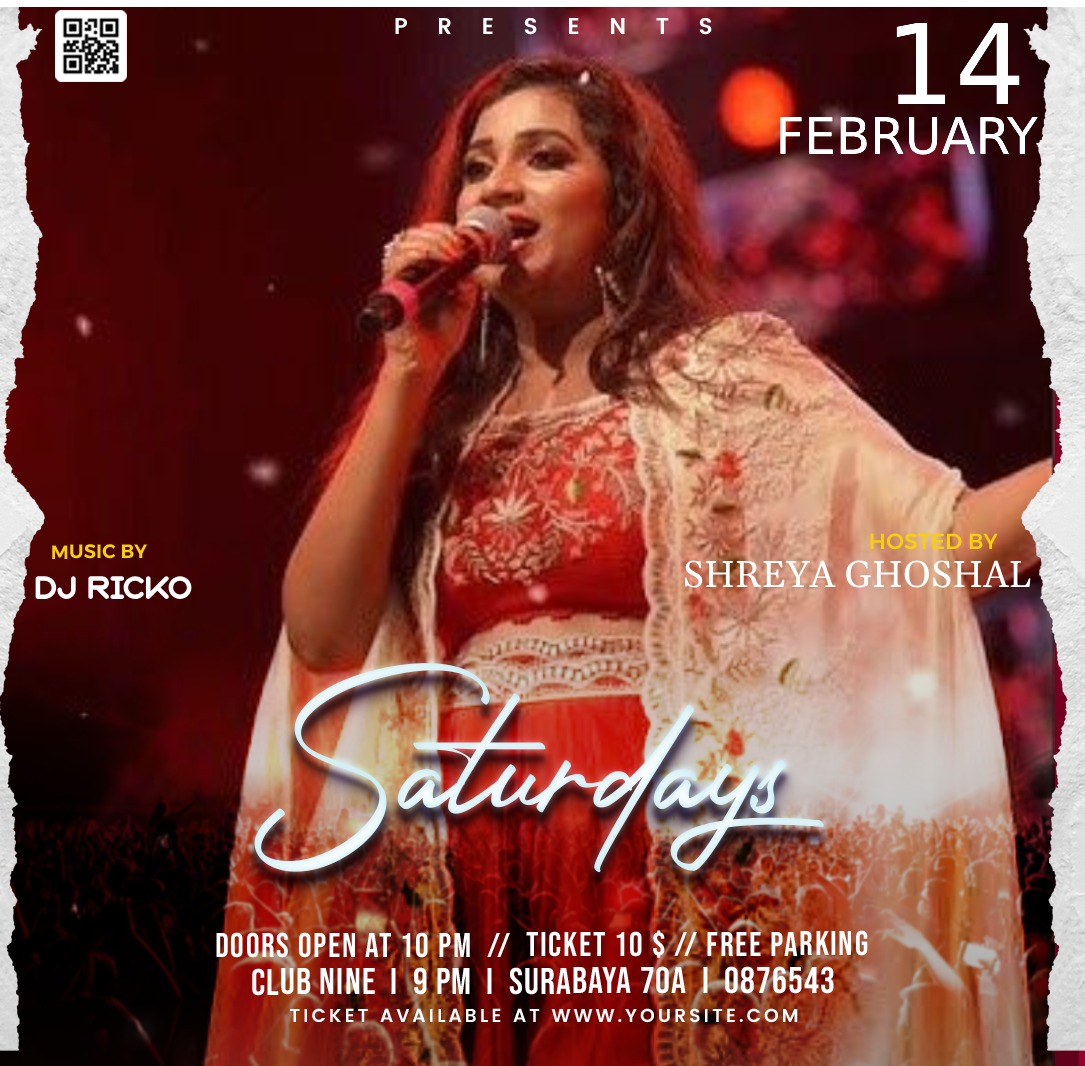 PRESENTS
14
FEBRUARY
MUSIC BY
DJ RICKO
HOSTED BY
SHREYA GHOSHAL
Saturdays
DOORS OPEN AT 10 PM // TICKET 10 $ // FREE PARKING
CLUB NINE I 9 PM I SURABAYA 70A I 0876543
TICKET AVAILABLE AT WWW.YOURSITE.COM